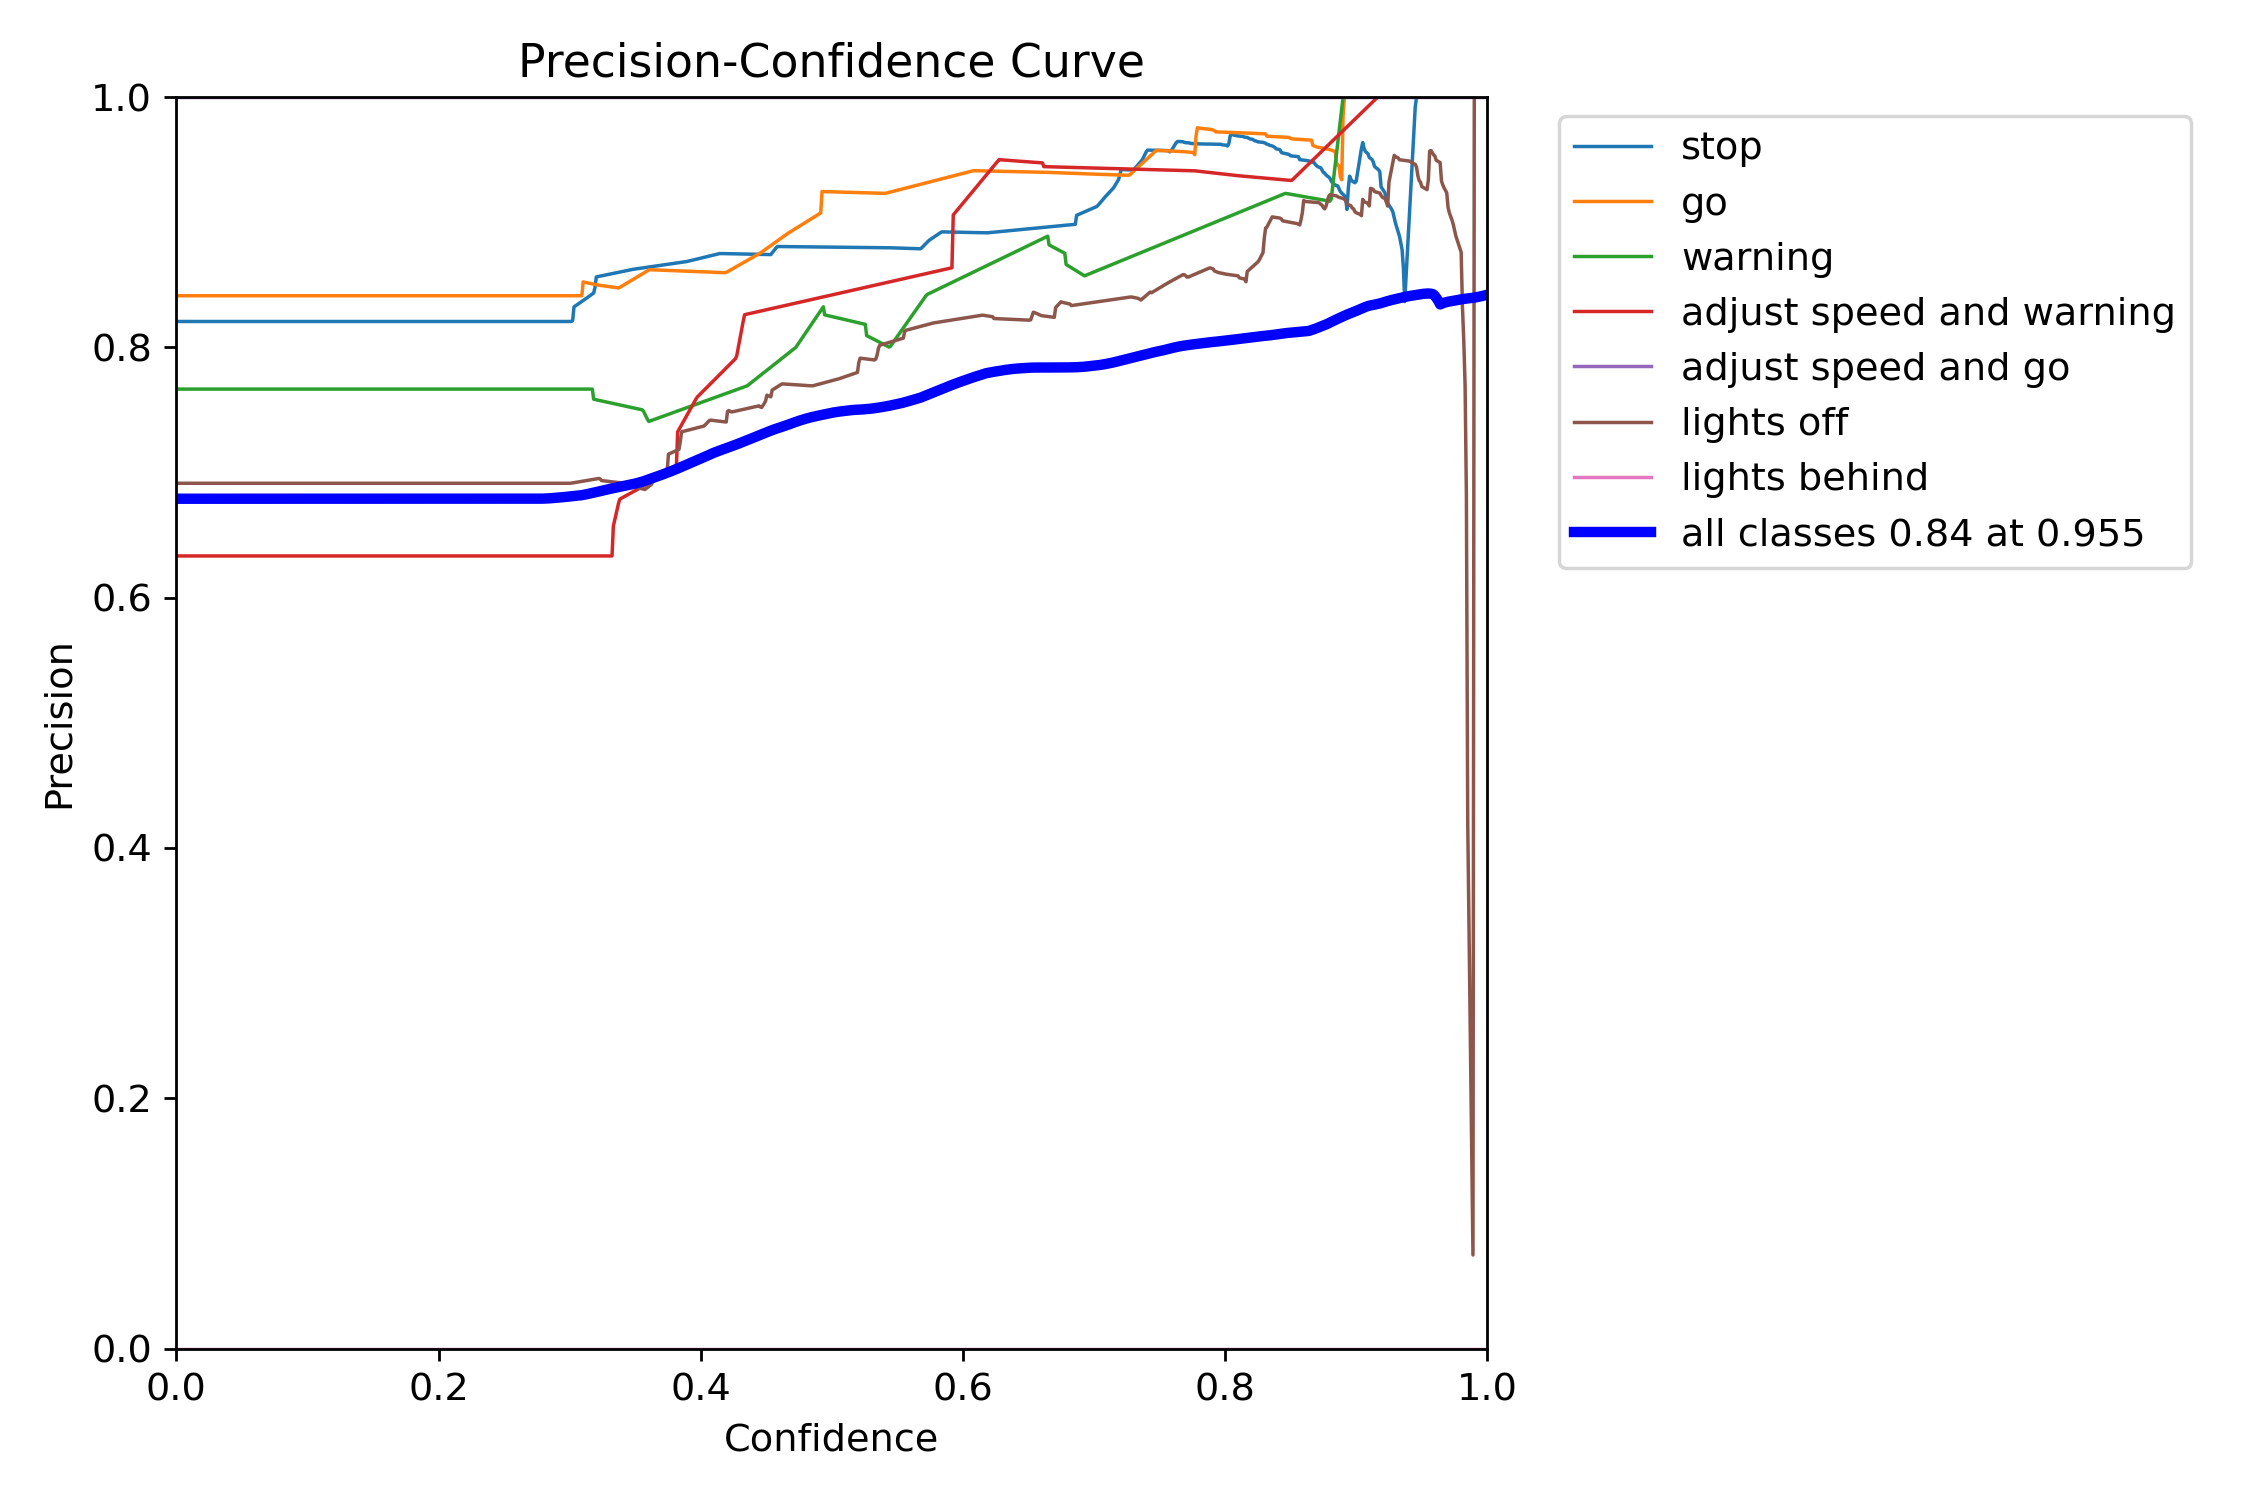 Precision-Confidence Curve
1.0
0.8
0.6
0.4
0.2
0.0
Precision
0.0 0.2 0.4 0.6 0.8 1.0
Confidence
stop
go
warning
adjust speed and warning
adjust speed and go
lights off
lights behind
all classes 0.84 at 0.955